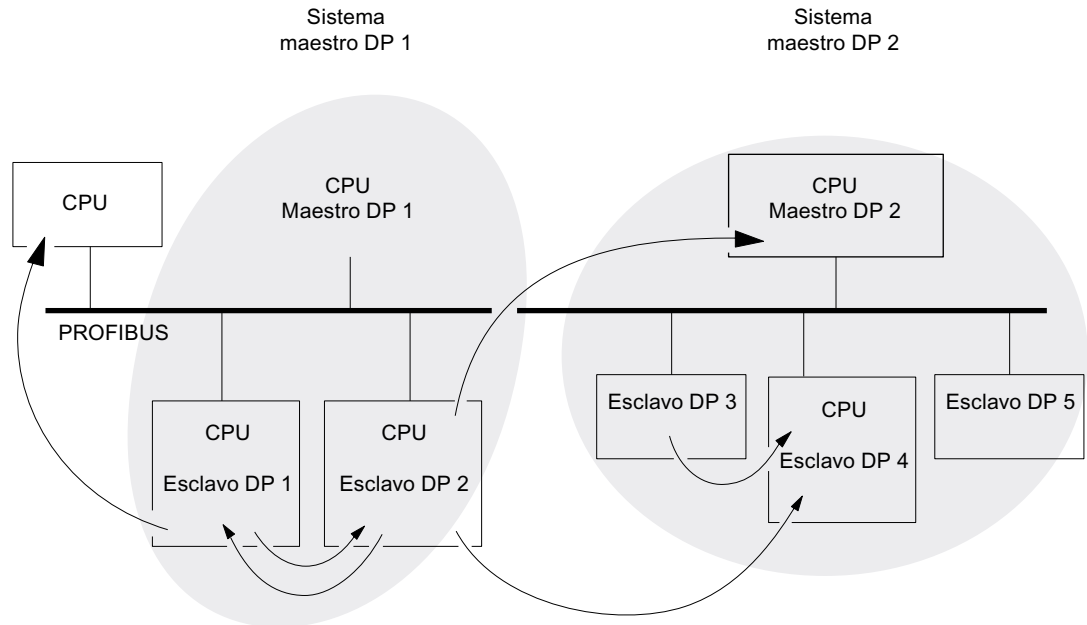 Sistema
maestro DP 1
Sistema
maestro DP 2
CPU
CPU
Maestro DP 1
CPU
Maestro DP 2
PROFIBUS
CPU
Esclavo DP 1
CPU
Esclavo DP 2
Esclavo DP 3
CPU
Esclavo DP 4
Esclavo DP 5